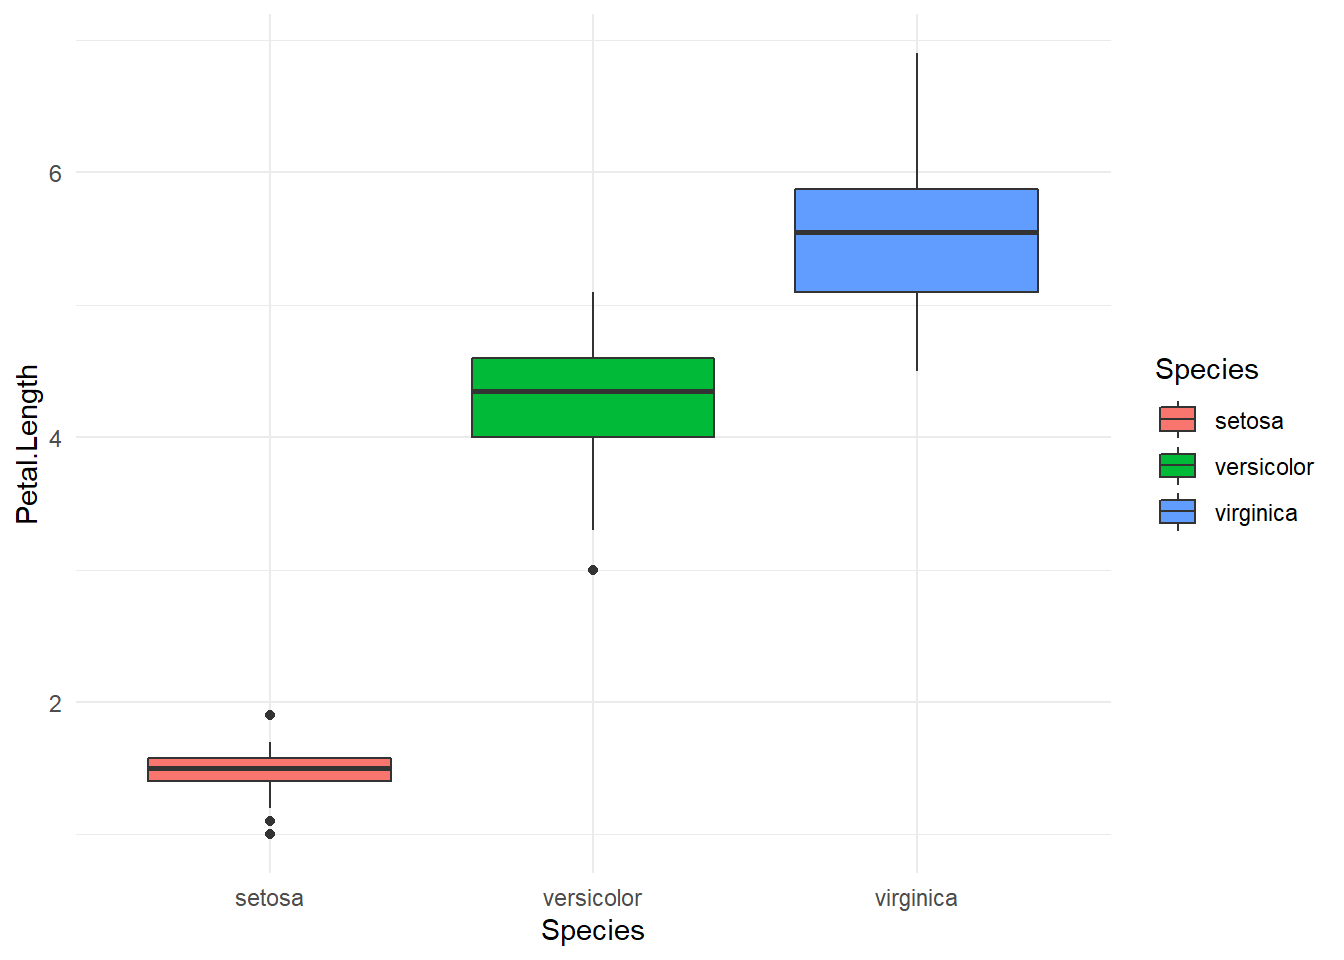 Petal.Length
6
4
2
setosa
versicolor
virginica
Species
Species
setosa
versicolor
virginica